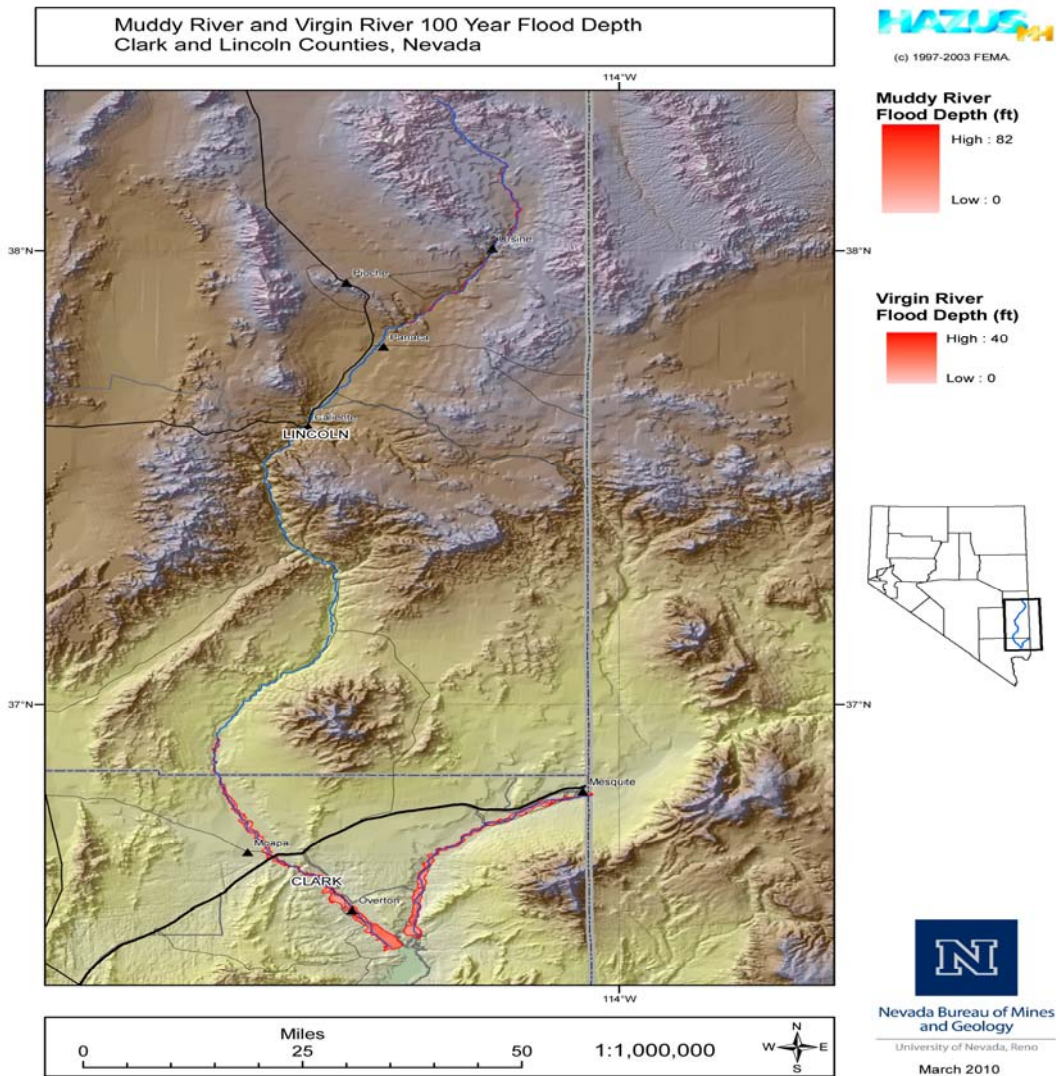 Muddy River and Virgin River 100 Year Flood Depth
Clark and Lincoln Counties, Nevada
HAZUS MH
(c) 1997-2003 FEMA.
114°W
Muddy River
Flood Depth (ft)
High : 82
Low : 0
Ursine
38°N
38°N
Pioche
Virgin River
Flood Depth (ft)
High : 40
Low : 0
Panaca
Caliente
LINCOLN
37°N
37°N
Mesquite
Moapa
CLARK
Overton
114°W
N
Nevada Bureau of Mines
and Geology
University of Nevada, Reno
March 2010
Miles
0 25 50
1:1,000,000
N
W E
S